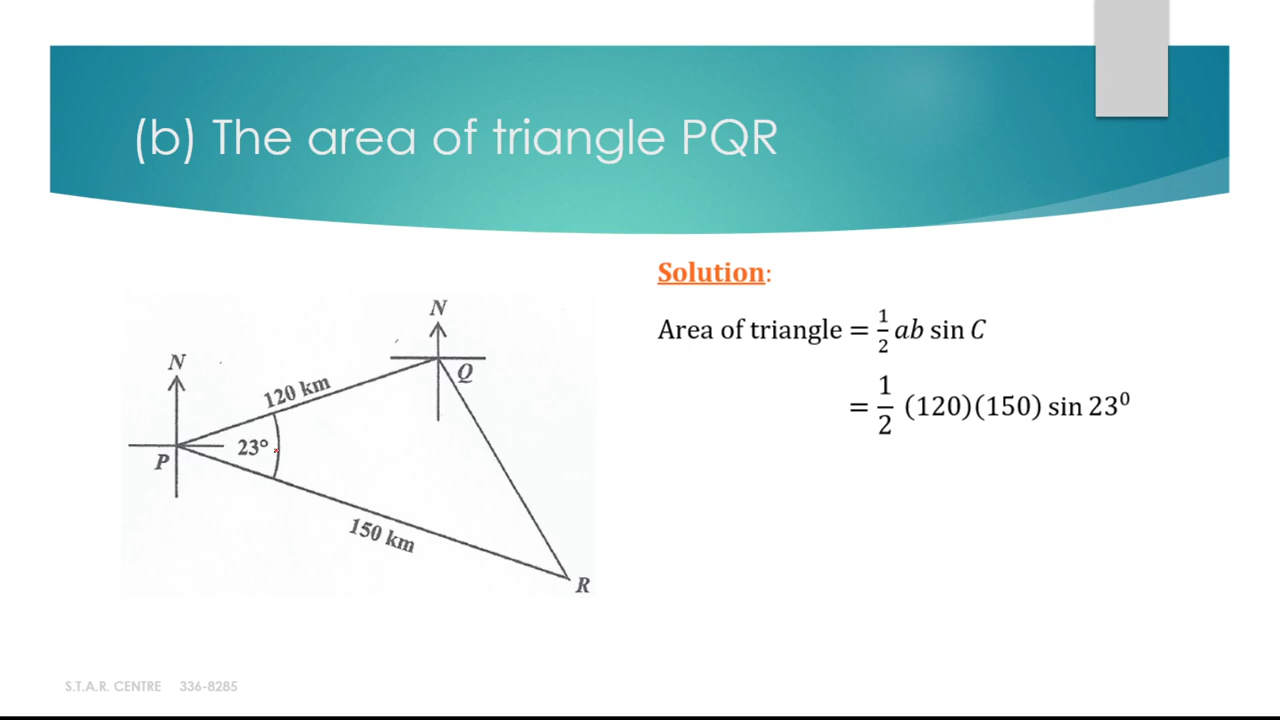 (b) The area of triangle PQR
Solution:
Area of triangle = 1/2 ab sin C
= 1/2 (120)(150) sin 23⁰
N
N
Q
120 km
23°
P
150 km
R
S.T.A.R. CENTRE 336-8285